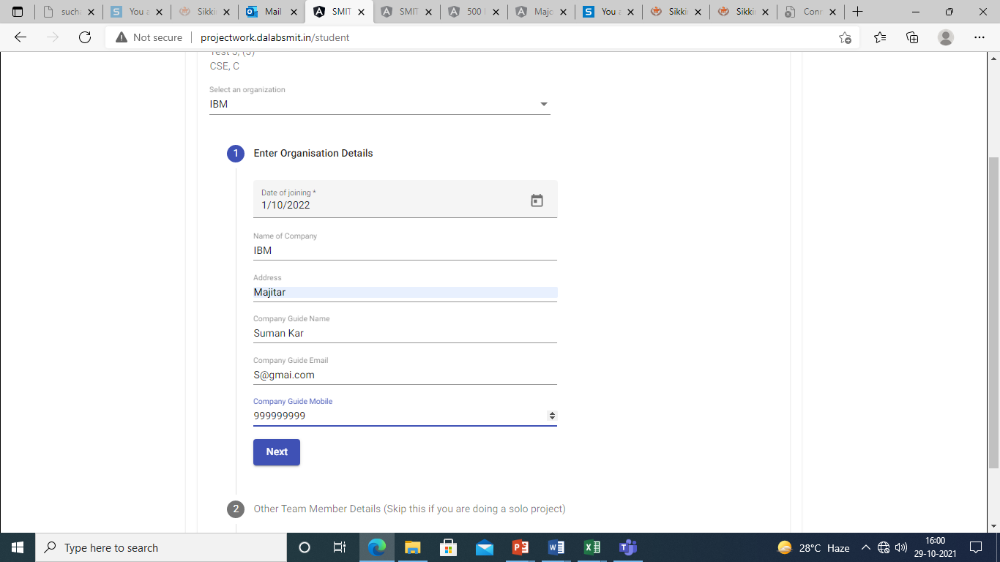 such
You a
Sikki
Mail
SMIT
SMIT
500
Majo
You a
Sikki
Sikki
Conr
Not secure
projectwork.dalabsmit.in/student
Test 3, (3)
CSE, C
Select an organization
IBM
1 Enter Organisation Details
Date of joining *
1/10/2022
Name of Company
IBM
Address
Majitar
Company Guide Name
Suman Kar
Company Guide Email
S@gmai.com
Company Guide Mobile
999999999
Next
2 Other Team Member Details (Skip this if you are doing a solo project)
Type here to search
28°C Haze
16:00
29-10-2021